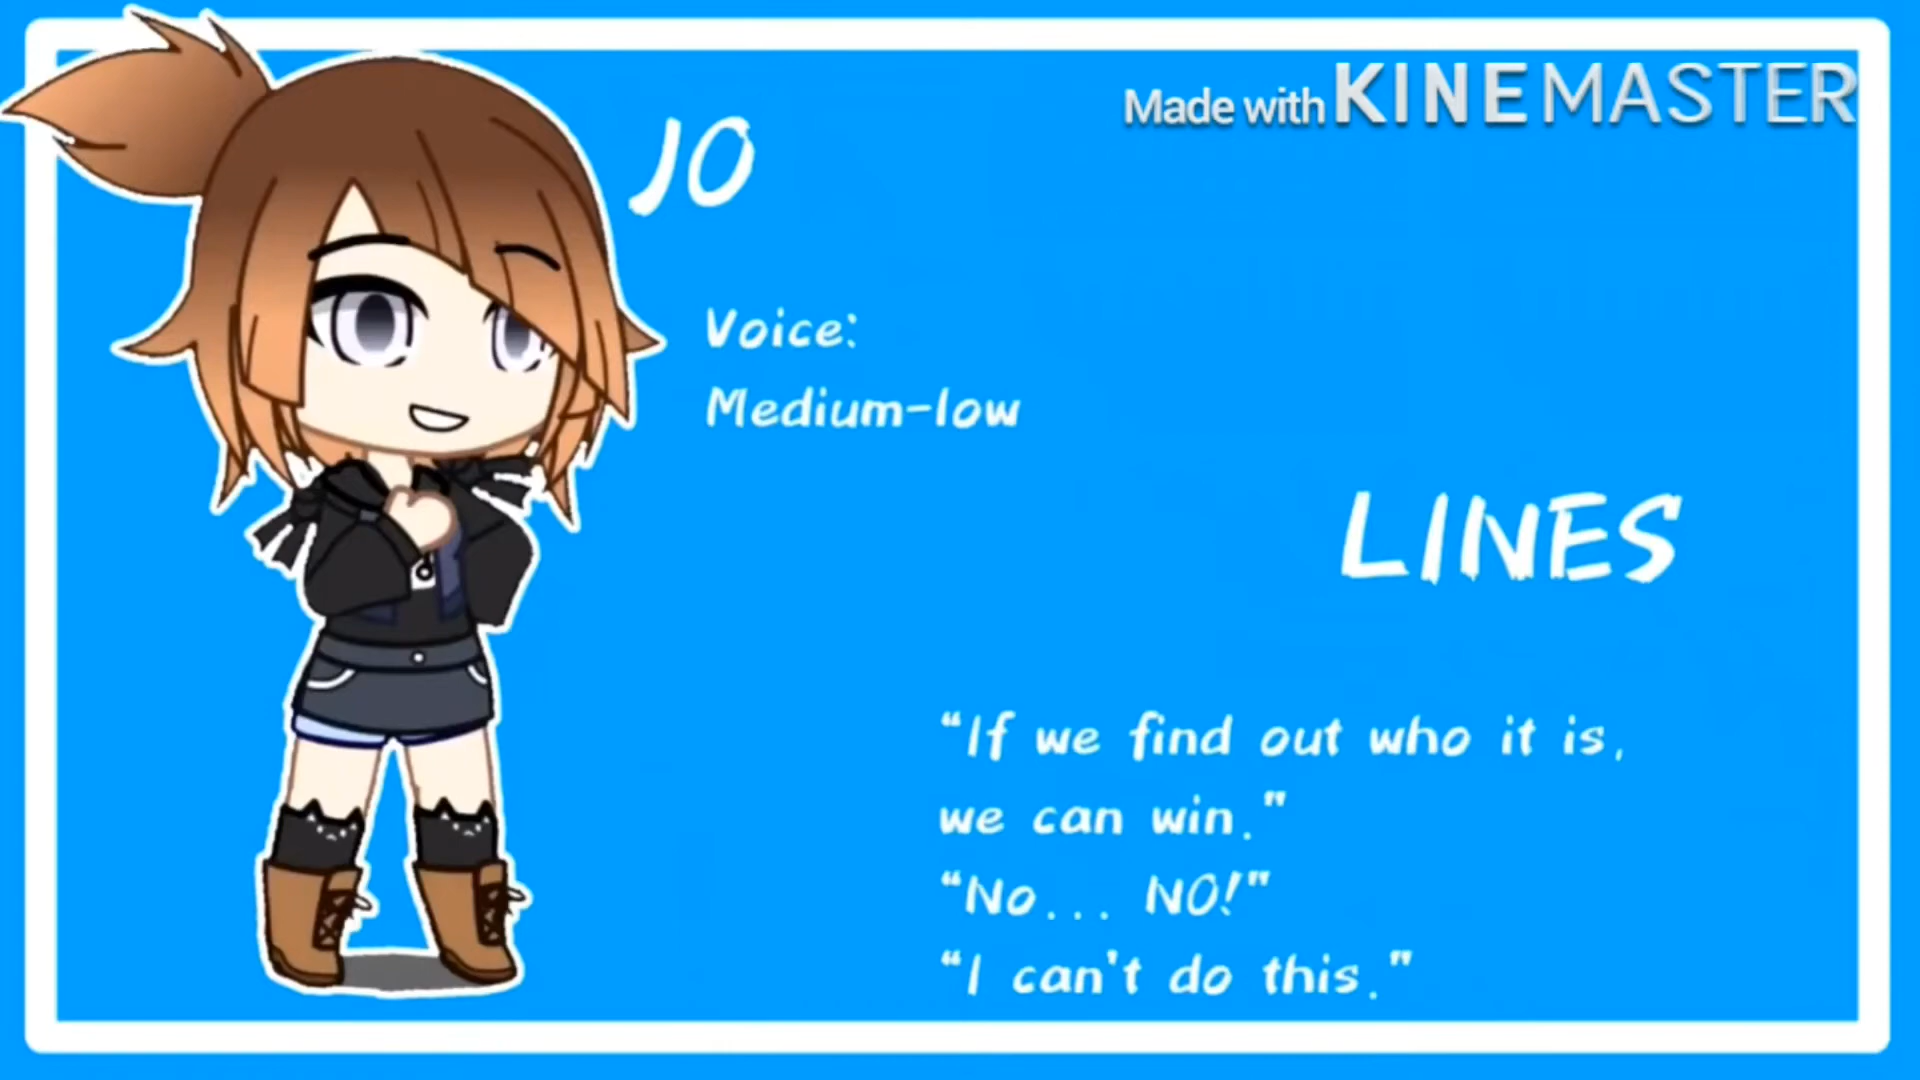 Made with KINEMASTER
JO
Voice:
Medium-low
LINES
“If we find out who it is,
we can win."
“No... NO!"
“I can't do this."